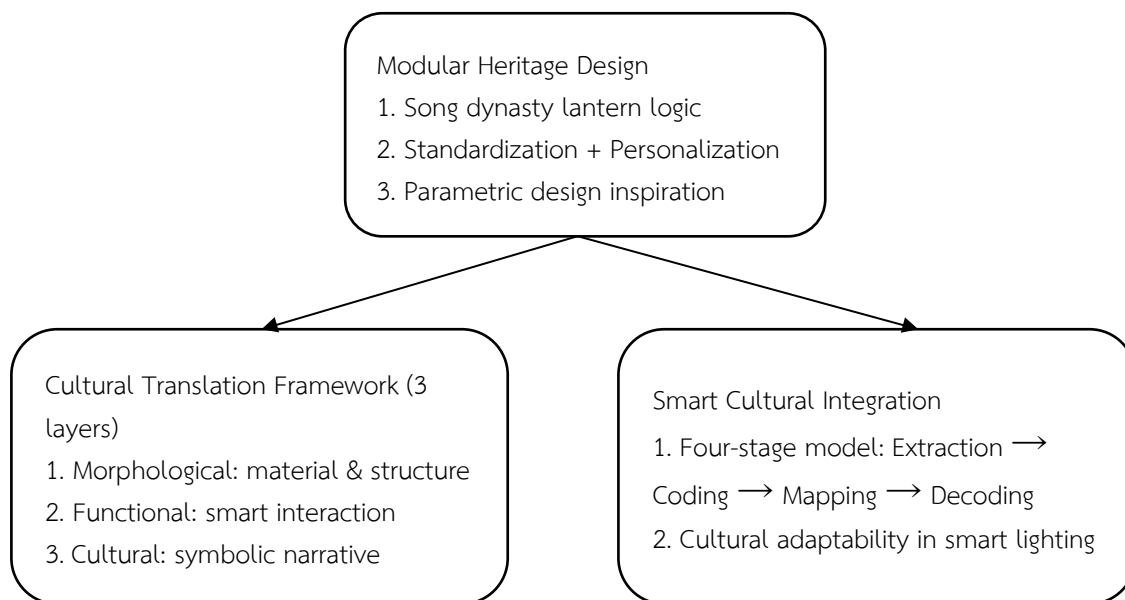 Modular Heritage Design
1. Song dynasty lantern logic
2. Standardization + Personalization
3. Parametric design inspiration
Cultural Translation Framework (3
layers)
1. Morphological: material & structure
2. Functional: smart interaction
3. Cultural: symbolic narrative
Smart Cultural Integration
1. Four-stage model: Extraction →
Coding → Mapping → Decoding
2. Cultural adaptability in smart lighting